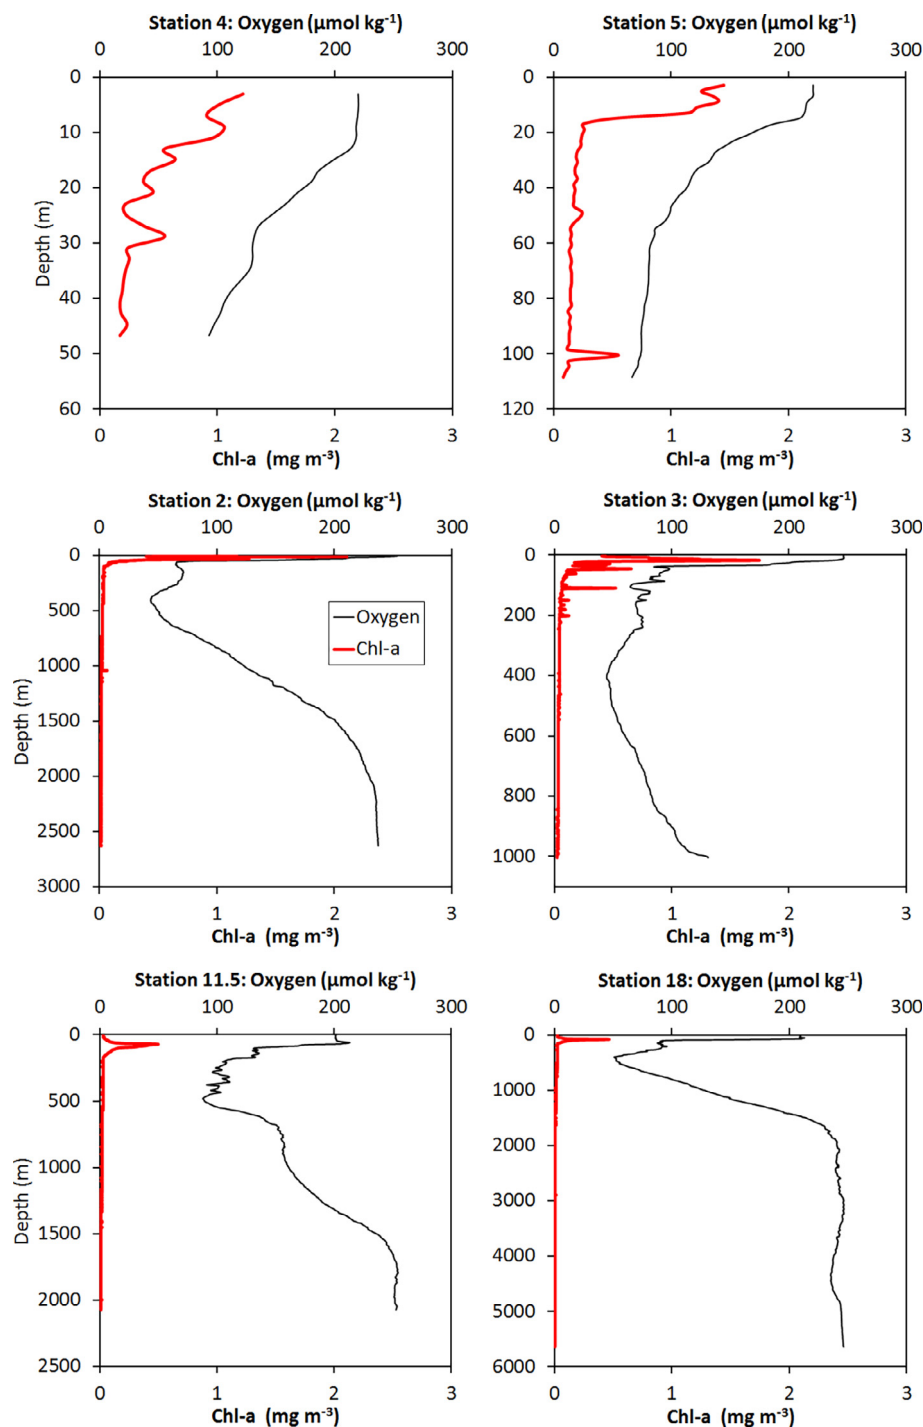 Station 4: Oxygen (µmol kg⁻¹)
0 100 200 300
0
10
20
30
40
50
60
Depth (m)
0 1 2 3
Chl-a (mg m⁻³)
Station 5: Oxygen (µmol kg⁻¹)
0 100 200 300
0
20
40
60
80
100
120
0 1 2 3
Chl-a (mg m⁻³)
Station 2: Oxygen (µmol kg⁻¹)
0 100 200 300
0
500
1000
1500
2000
2500
3000
Depth (m)
Oxygen
Chl-a
0 1 2 3
Chl-a (mg m⁻³)
Station 3: Oxygen (µmol kg⁻¹)
0 100 200 300
0
200
400
600
800
1000
0 1 2 3
Chl-a (mg m⁻³)
Station 11.5: Oxygen (µmol kg⁻¹)
0 100 200 300
0
500
1000
1500
2000
2500
Depth (m)
0 1 2 3
Chl-a (mg m⁻³)
Station 18: Oxygen (µmol kg⁻¹)
0 100 200 300
0
1000
2000
3000
4000
5000
6000
0 1 2 3
Chl-a (mg m⁻³)